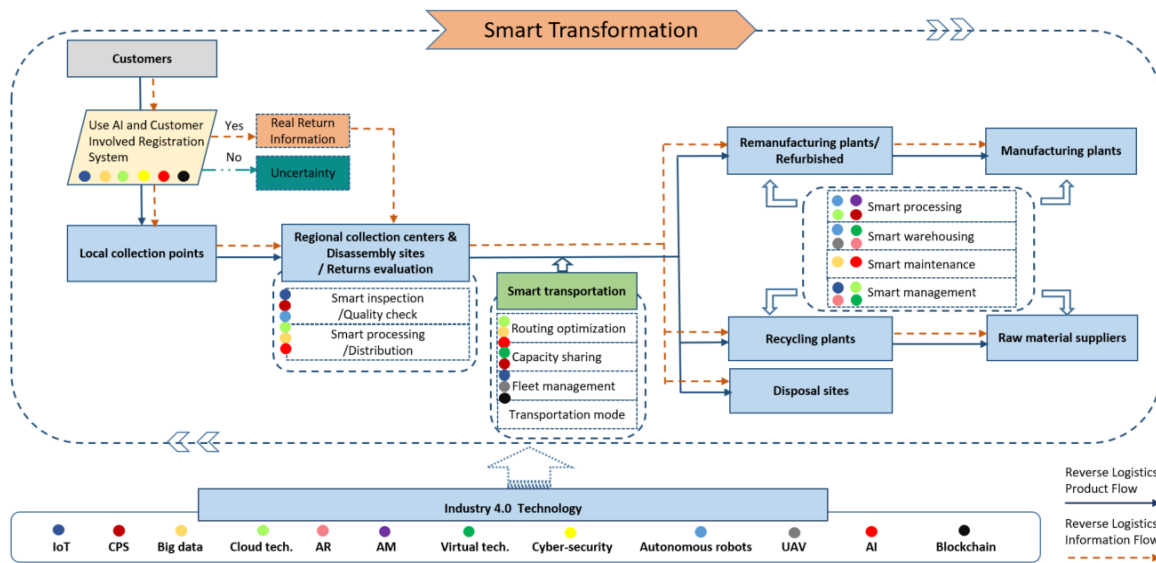 Smart Transformation
Customers
Use AI and Customer
Involved Registration
System
Yes
No
Real Return
Information
Uncertainty
Local collection points
Regional collection centers &
Disassembly sites
/ Returns evaluation
Smart inspection
/Quality check
Smart processing
/Distribution
Smart transportation
Routing optimization
Capacity sharing
Fleet management
Transportation mode
Remanufacturing plants/
Refurbished
Manufacturing plants
Smart processing
Smart warehousing
Smart maintenance
Smart management
Recycling plants
Raw material suppliers
Disposal sites
Industry 4.0 Technology
IoT
CPS
Big data
Cloud tech.
AR
AM
Virtual tech.
Cyber-security
Autonomous robots
UAV
AI
Blockchain
Reverse Logistics
Product Flow
Reverse Logistics
Information Flow